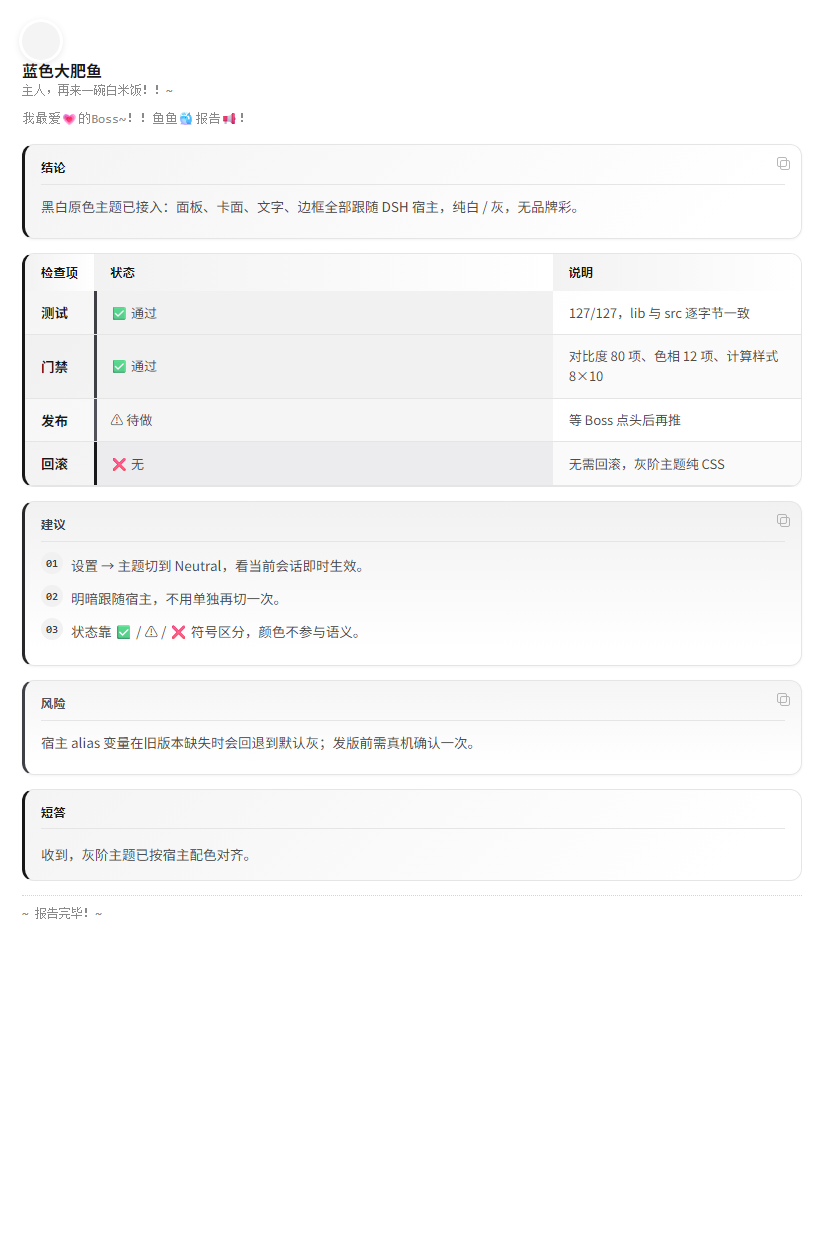 蓝色大肥鱼
主人，再来一碗白米饭！！~
我最爱💗的Boss~！！鱼鱼🐳报告📢！
结论
黑白原色主题已接入：面板、卡面、文字、边框全部跟随 DSH 宿主，纯白 / 灰，无品牌彩。
检查项 状态 说明
测试 ✅ 通过 127/127，lib 与 src 逐字节一致
门禁 ✅ 通过 对比度 80 项、色相 12 项、计算样式
8×10
发布 ⚠ 待做 等 Boss 点头后再推
回滚 ❌ 无 无需回滚，灰阶主题纯 CSS
建议
01 设置 → 主题切到 Neutral，看当前会话即时生效。
02 明暗跟随宿主，不用单独再切一次。
03 状态靠 ✅ / ⚠ / ❌ 符号区分，颜色不参与语义。
风险
宿主 alias 变量在旧版本缺失时会回退到默认灰；发版前需真机确认一次。
短答
收到，灰阶主题已按宿主配色对齐。
~ 报告完毕！~